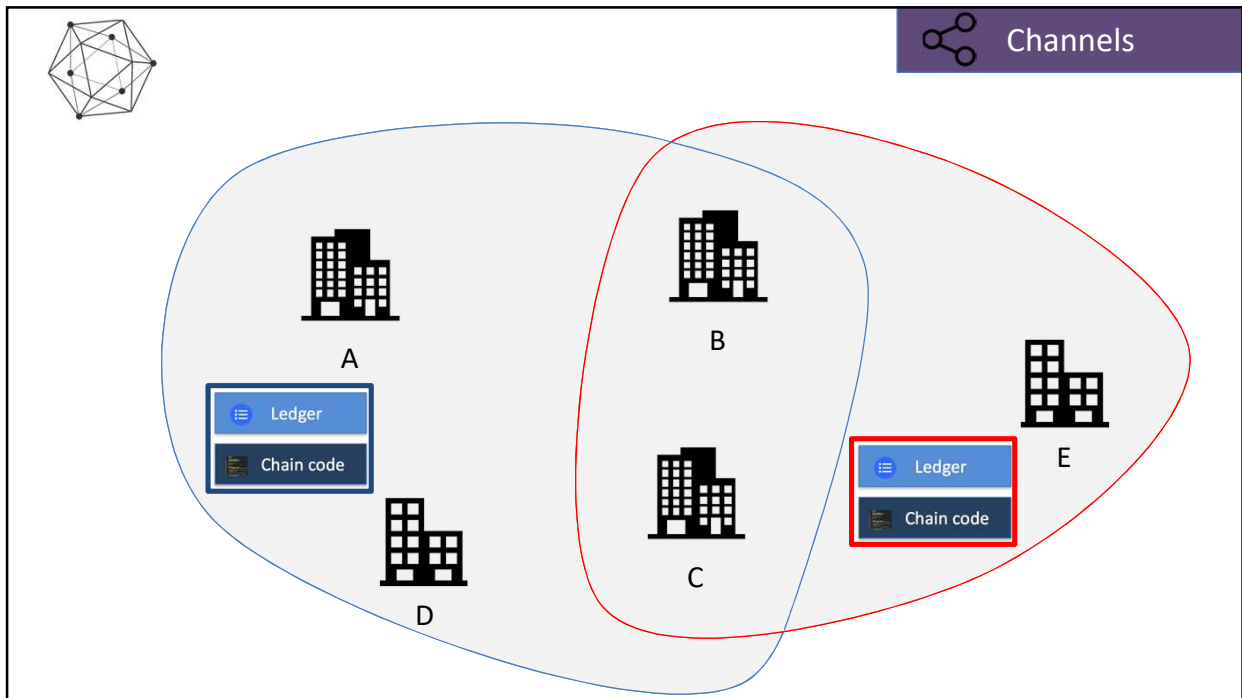 Channels
A
B
Ledger
Chain code
E
Ledger
Chain code
C
D